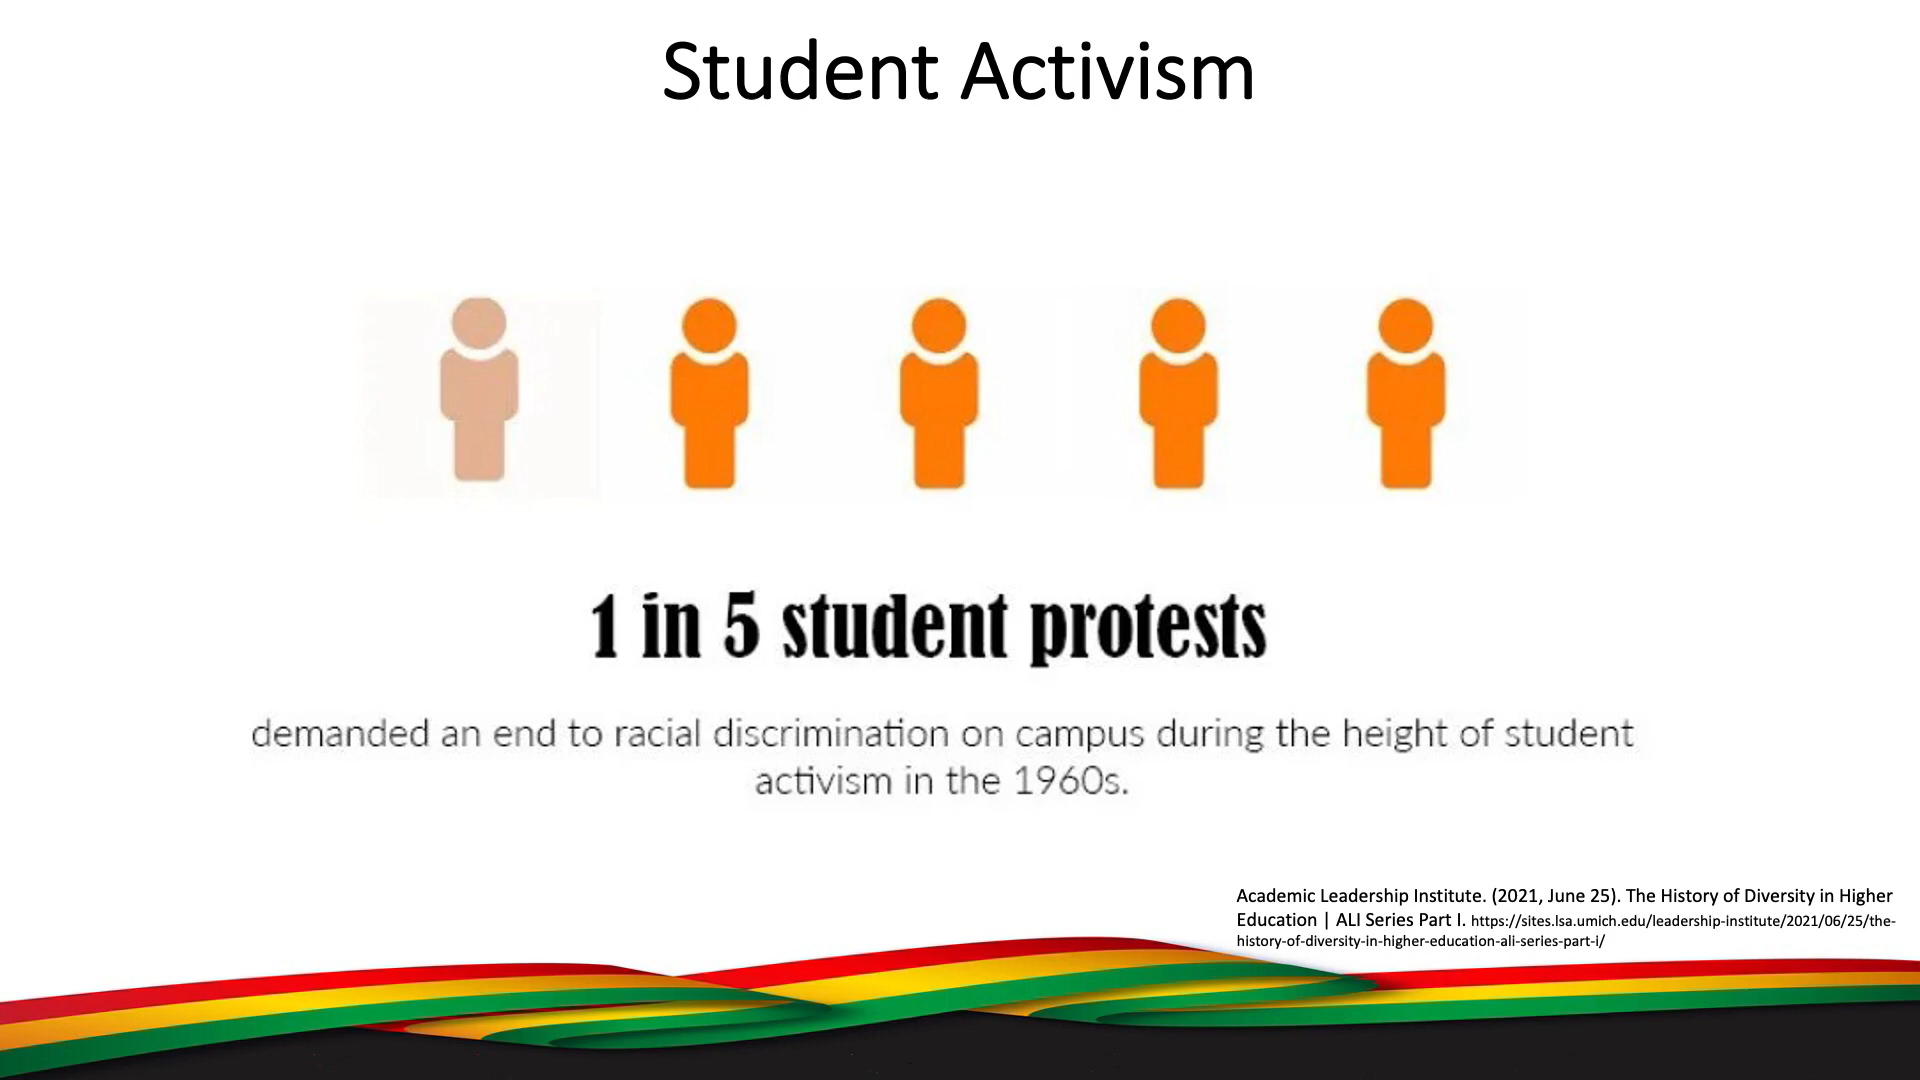 Student Activism
1 in 5 student protests
demanded an end to racial discrimination on campus during the height of student
activism in the 1960s.
Academic Leadership Institute. (2021, June 25). The History of Diversity in Higher
Education | ALI Series Part I. https://sites.lsa.umich.edu/leadership-institute/2021/06/25/the-
history-of-diversity-in-higher-education-ali-series-part-i/